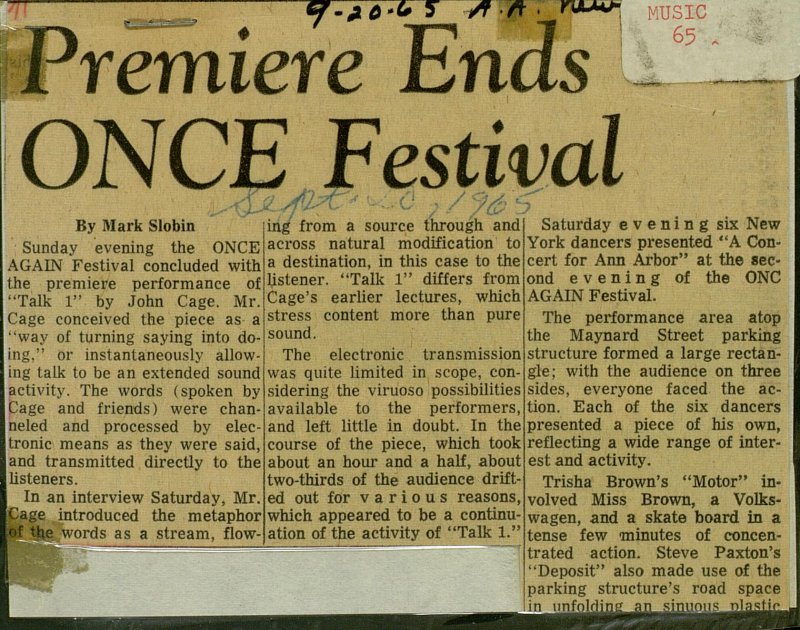 71
9-20-65 A.A. News
MUSIC
65
Premiere Ends
ONCE Festival
Sept. 20, 1965
By Mark Slobin
Sunday evening the ONCE
AGAIN Festival concluded with
the premiere performance of
"Talk 1" by John Cage. Mr.
Cage conceived the piece as a
"way of turning saying into do-
ing," or instantaneously allow-
ing talk to be an extended sound
activity. The words (spoken by
Cage and friends) were chan-
neled and processed by elec-
tronic means as they were said,
and transmitted directly to the
listeners.
In an interview Saturday, Mr.
Cage introduced the metaphor
of the words as a stream, flow-
ing from a source through and
across natural modification to
a destination, in this case to the
listener. "Talk 1" differs from
Cage's earlier lectures, which
stress content more than pure
sound.
The electronic transmission
was quite limited in scope, con-
sidering the viruoso possibilities
available to the performers,
and left little in doubt. In the
course of the piece, which took
about an hour and a half, about
two-thirds of the audience drift-
ed out for various reasons,
which appeared to be a continu-
ation of the activity of "Talk 1."
Saturday evening six New
York dancers presented "A Con-
cert for Ann Arbor" at the sec-
ond evening of the ONC
AGAIN Festival.
The performance area atop
the Maynard Street parking
structure formed a large rectan-
gle; with the audience on three
sides, everyone faced the ac-
tion. Each of the six dancers
presented a piece of his own,
reflecting a wide range of inter-
est and activity.
Trisha Brown's "Motor" in-
volved Miss Brown, a Volks-
wagen, and a skate board in a
tense few minutes of concen-
trated action. Steve Paxton's
"Deposit" also made use of the
parking structure's road space
in unfolding an sinuous plastic